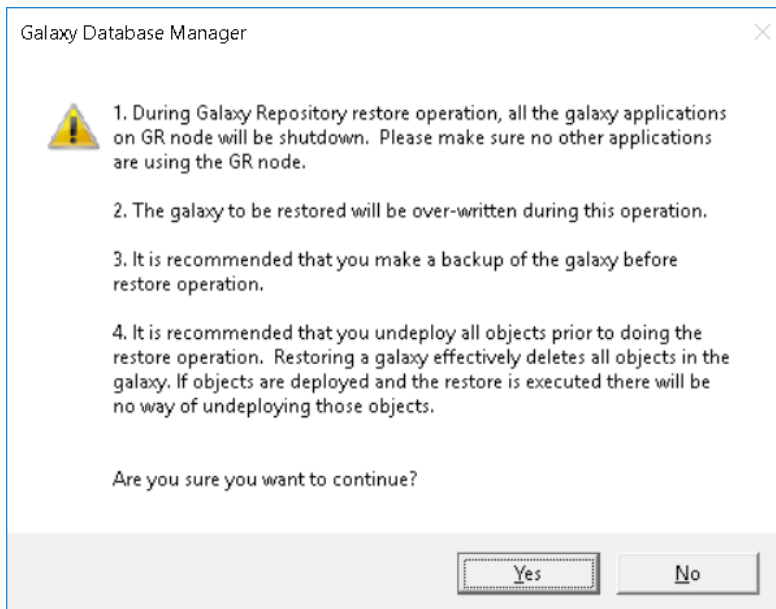 Galaxy Database Manager
1. During Galaxy Repository restore operation, all the galaxy applications
on GR node will be shutdown.  Please make sure no other applications
are using the GR node.
2. The galaxy to be restored will be over-written during this operation.
3. It is recommended that you make a backup of the galaxy before
restore operation.
4. It is recommended that you undeploy all objects prior to doing the
restore operation.  Restoring a galaxy effectively deletes all objects in the
galaxy. If objects are deployed and the restore is executed there will be
no way of undeploying those objects.
Are you sure you want to continue?
Yes
No